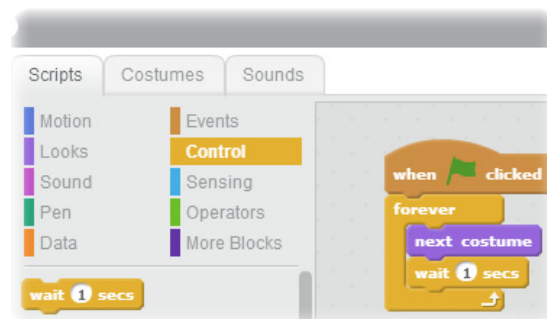 Scripts Costumes Sounds
Motion Events
Looks Control
Sound Sensing
Pen Operators
Data More Blocks
wait 1 secs
when clicked
forever
next costume
wait 1 secs